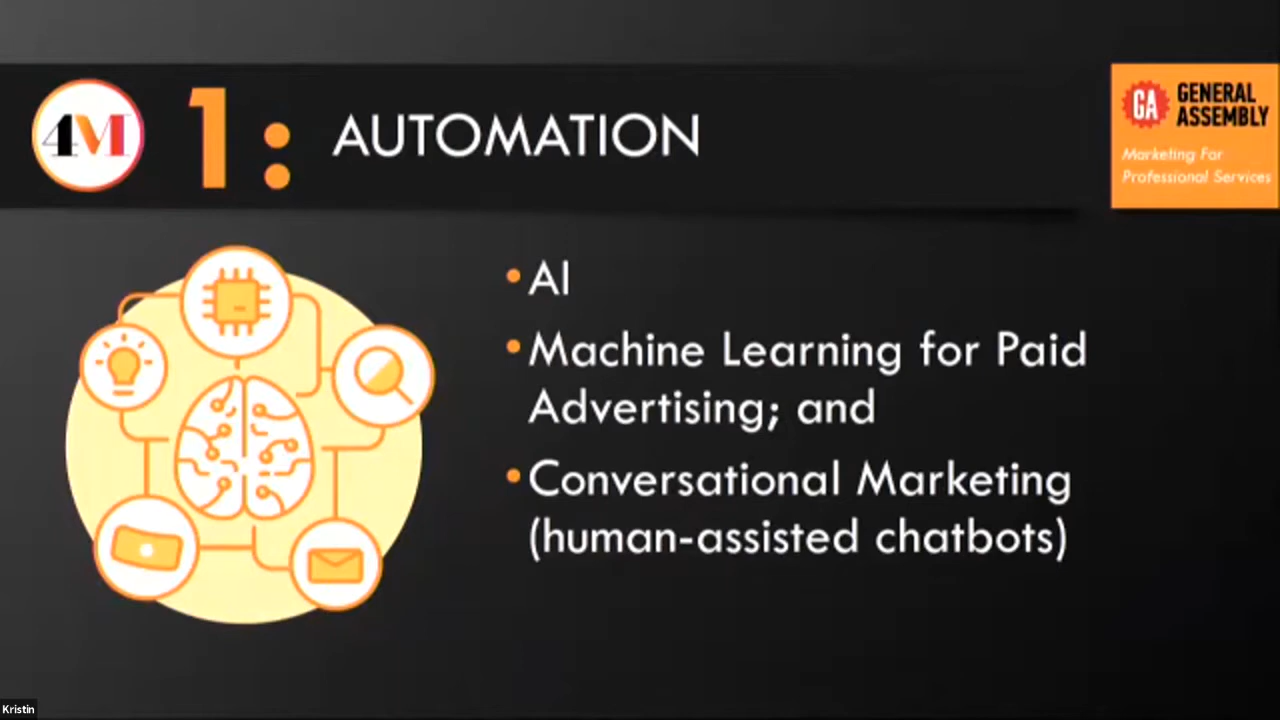 4M
1: AUTOMATION
GA GENERAL
ASSEMBLY
Marketing For
Professional Services
• AI
• Machine Learning for Paid
Advertising; and
• Conversational Marketing
(human-assisted chatbots)
Kristin